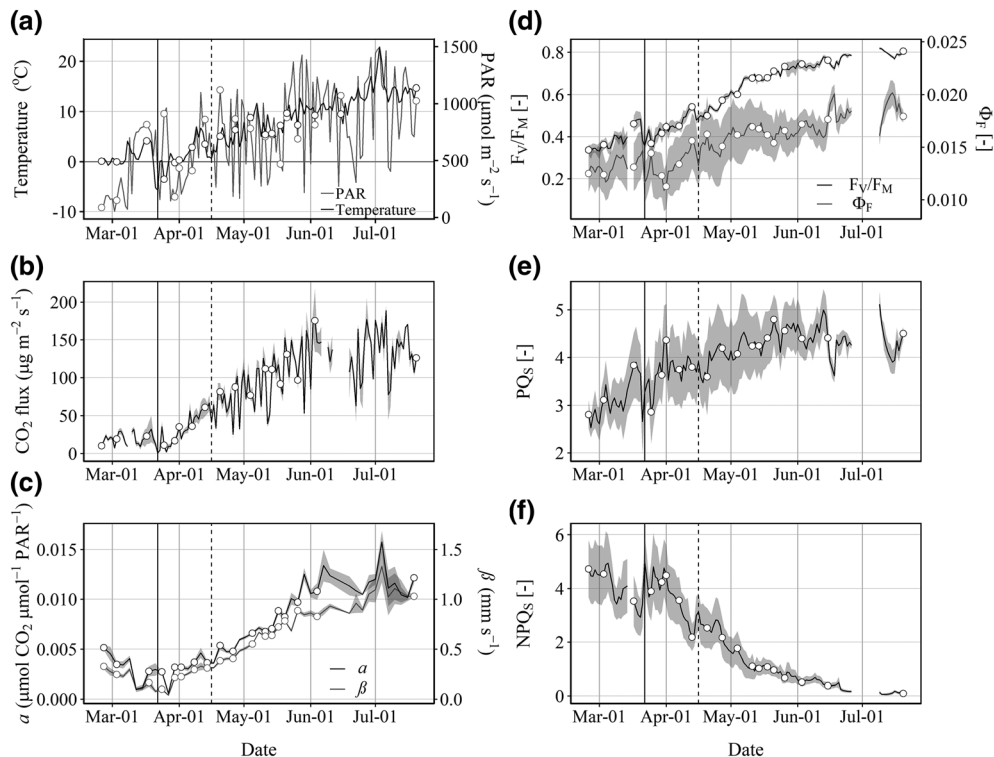 (a)
Temperature (°C)
20
10
0
-10
1500
1000
500
0
PAR (µmol m⁻² s⁻¹)
PAR
Temperature
Mar-01 Apr-01 May-01 Jun-01 Jul-01
(b)
CO₂ flux (µg m⁻² s⁻¹)
200
150
100
50
0
Mar-01 Apr-01 May-01 Jun-01 Jul-01
(c)
a (µmol CO₂ µmol⁻¹ PAR⁻¹)
0.015
0.010
0.005
0.000
1.5
1.0
0.5
0.0
β (mm s⁻¹)
a
β
Mar-01 Apr-01 May-01 Jun-01 Jul-01
Date
(d)
F_V/F_M [-]
0.8
0.6
0.4
0.2
0.025
0.020
0.015
0.010
Φ_F [-]
F_V/F_M
Φ_F
Mar-01 Apr-01 May-01 Jun-01 Jul-01
(e)
PQ_S [-]
5
4
3
2
Mar-01 Apr-01 May-01 Jun-01 Jul-01
(f)
NPQ_S [-]
6
4
2
0
Mar-01 Apr-01 May-01 Jun-01 Jul-01
Date